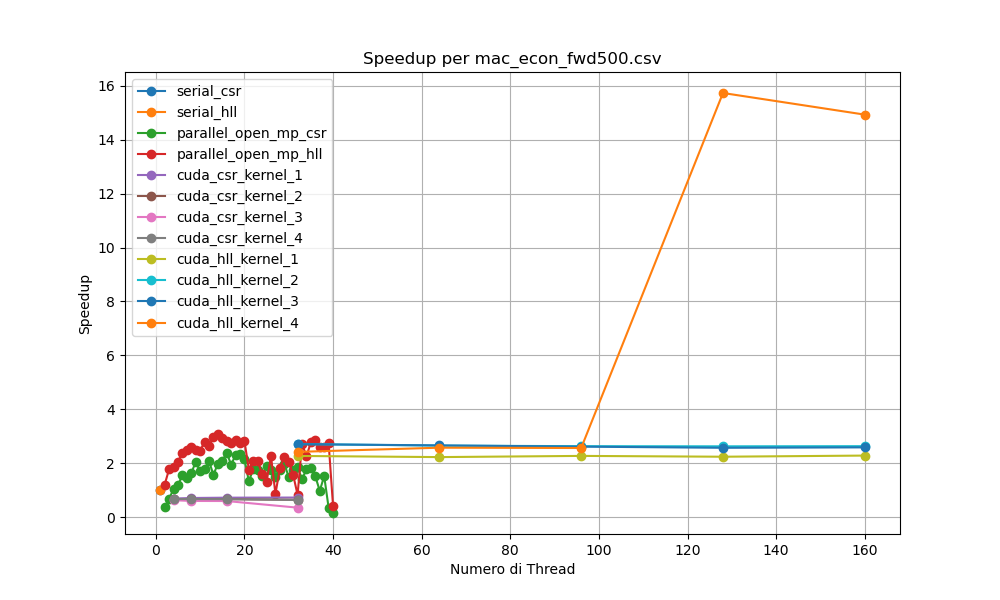 Speedup per mac_econ_fwd500.csv
16
14
12
10
8
6
4
2
0
Speedup
serial_csr
serial_hll
parallel_open_mp_csr
parallel_open_mp_hll
cuda_csr_kernel_1
cuda_csr_kernel_2
cuda_csr_kernel_3
cuda_csr_kernel_4
cuda_hll_kernel_1
cuda_hll_kernel_2
cuda_hll_kernel_3
cuda_hll_kernel_4
0 20 40 60 80 100 120 140 160
Numero di Thread